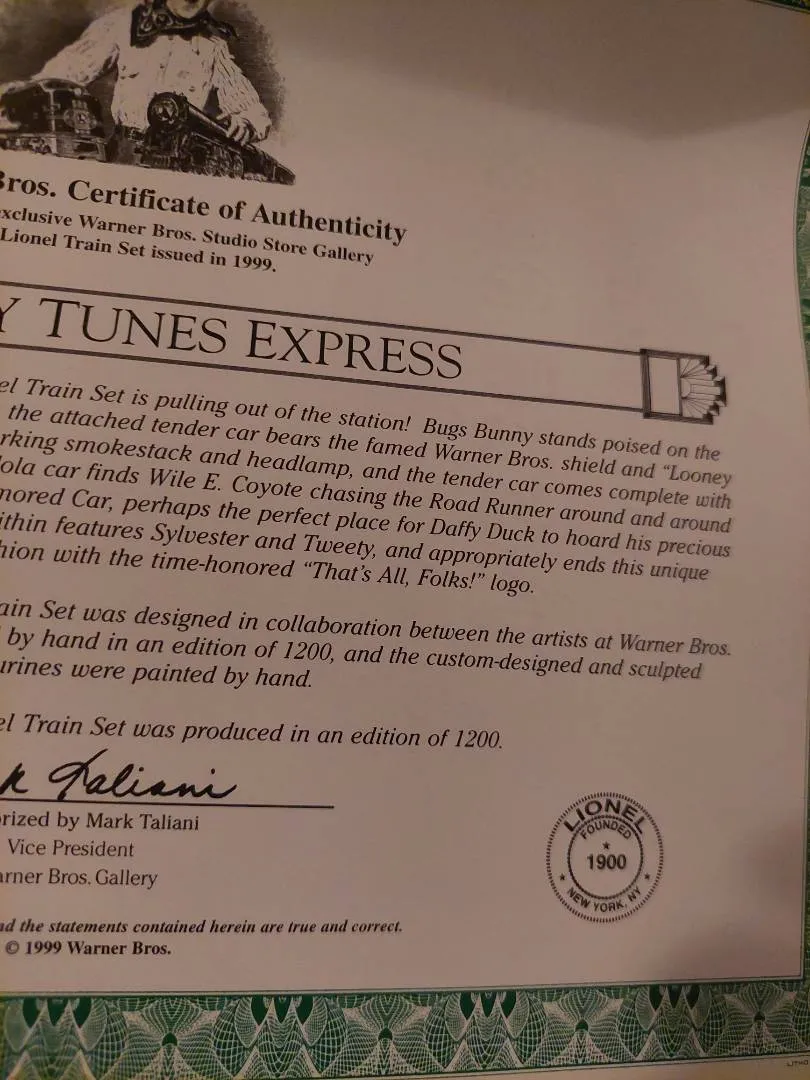 Bros. Certificate of Authenticity
exclusive Warner Bros. Studio Store Gallery
Lionel Train Set issued in 1999.
Y TUNES EXPRESS
el Train Set is pulling out of the station! Bugs Bunny stands poised on the
the attached tender car bears the famed Warner Bros. shield and “Looney
rking smokestack and headlamp, and the tender car comes complete with
ola car finds Wile E. Coyote chasing the Road Runner around and around
mored Car, perhaps the perfect place for Daffy Duck to hoard his precious
ithin features Sylvester and Tweety, and appropriately ends this unique
hion with the time-honored “That’s All, Folks!” logo.
ain Set was designed in collaboration between the artists at Warner Bros.
by hand in an edition of 1200, and the custom-designed and sculpted
urines were painted by hand.
el Train Set was produced in an edition of 1200.
k Taliani
rized by Mark Taliani
Vice President
arner Bros. Gallery
LIONEL
FOUNDED
1900
NEW YORK, NY
nd the statements contained herein are true and correct.
© 1999 Warner Bros.